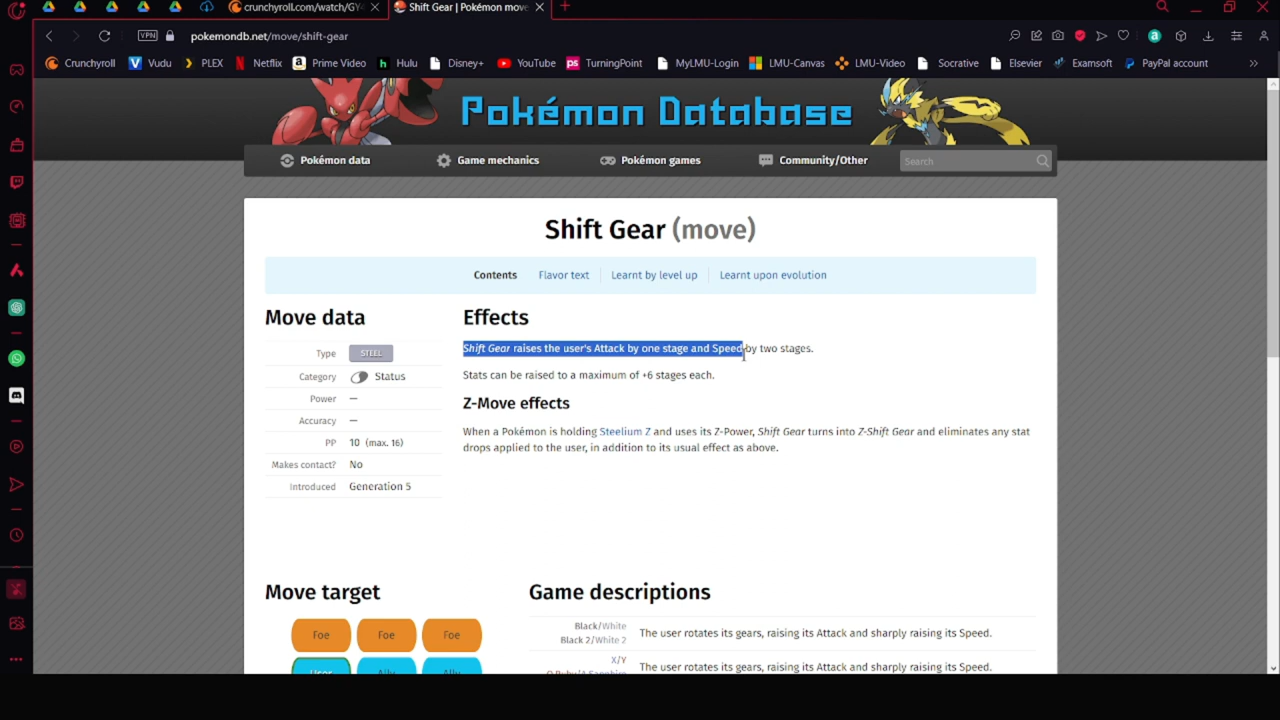 crunchyroll.com/watch/GY4
Shift Gear | Pokémon move
VPN
pokemondb.net/move/shift-gear
Crunchyroll
Vudu
PLEX
Netflix
Prime Video
Hulu
Disney+
YouTube
TurningPoint
MyLMU-Login
LMU-Canvas
LMU-Video
Socrative
Elsevier
Examsoft
PayPal account
Pokémon Database
Pokémon data
Game mechanics
Pokémon games
Community/Other
Search
Shift Gear (move)
Contents
Flavor text
Learnt by level up
Learnt upon evolution
Move data
Type STEEL
Category Status
Power —
Accuracy —
PP 10 (max. 16)
Makes contact? No
Introduced Generation 5
Effects
Shift Gear raises the user's Attack by one stage and Speed by two stages.
Stats can be raised to a maximum of +6 stages each.
Z-Move effects
When a Pokémon is holding Steelium Z and uses its Z-Power, Shift Gear turns into Z-Shift Gear and eliminates any stat
drops applied to the user, in addition to its usual effect as above.
Move target
Foe Foe Foe
User Ally Ally
Game descriptions
Black/White
Black 2/White 2
The user rotates its gears, raising its Attack and sharply raising its Speed.
X/Y
The user rotates its gears, raising its Attack and sharply raising its Speed.